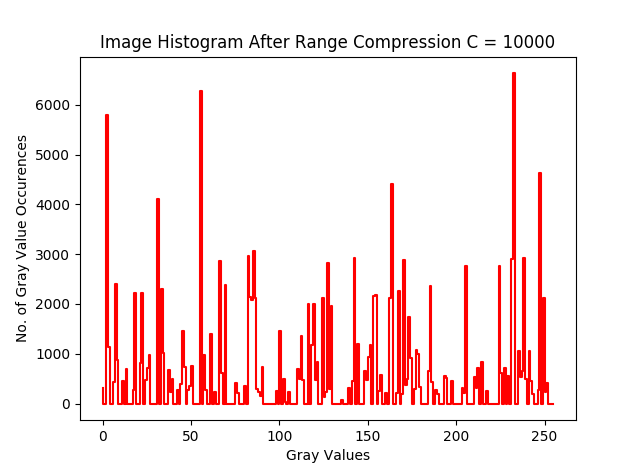 Image Histogram After Range Compression C = 10000
No. of Gray Value Occurences
6000
5000
4000
3000
2000
1000
0
0 50 100 150 200 250
Gray Values